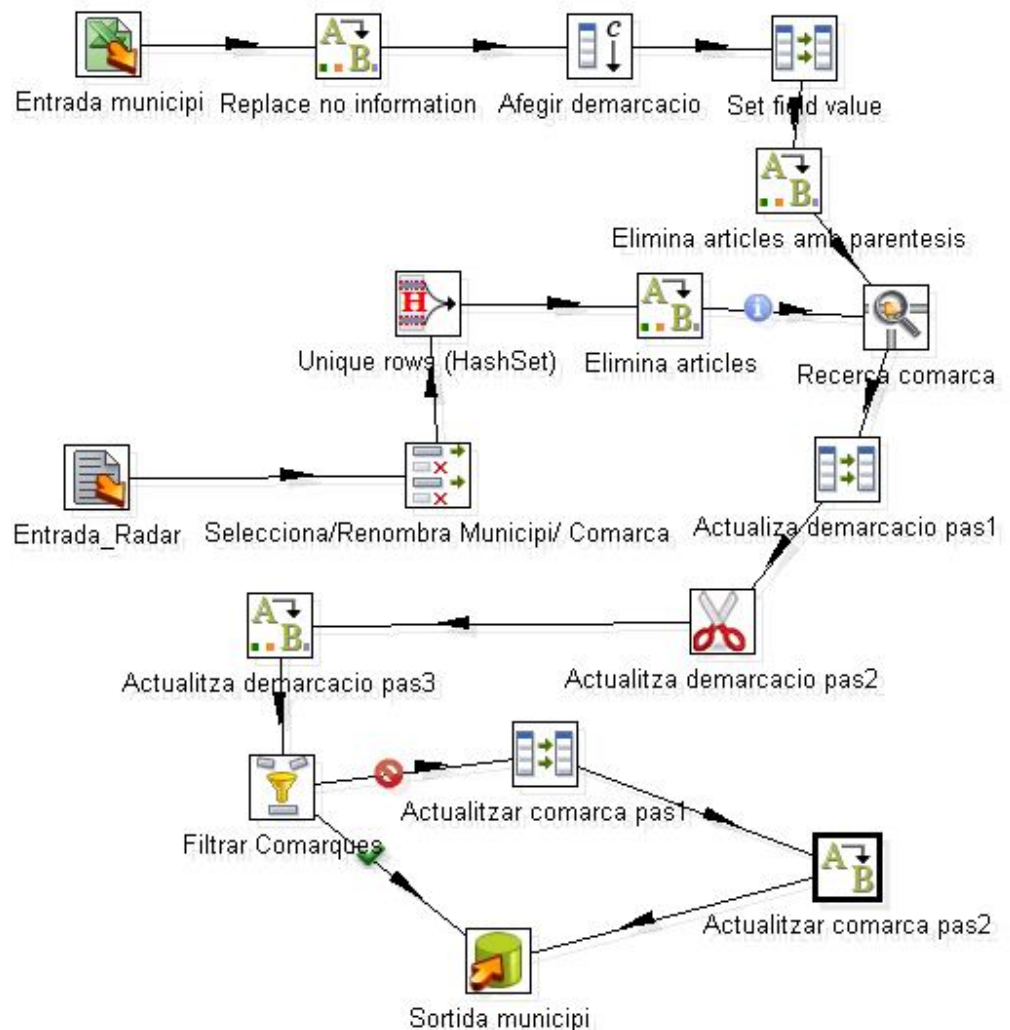 Entrada municipi
Replace no information
Afegir demarcacio
Set field value
Elimina articles amb parentesis
Unique rows (HashSet)
Elimina articles
Recerca comarca
Entrada_Radar
Selecciona/Renombra Municipi/ Comarca
Actualiza demarcacio pas1
Actualitza demarcacio pas3
Actualitza demarcacio pas2
Actualitzar comarca pas1
Filtrar Comarques
Actualitzar comarca pas2
Sortida municipi